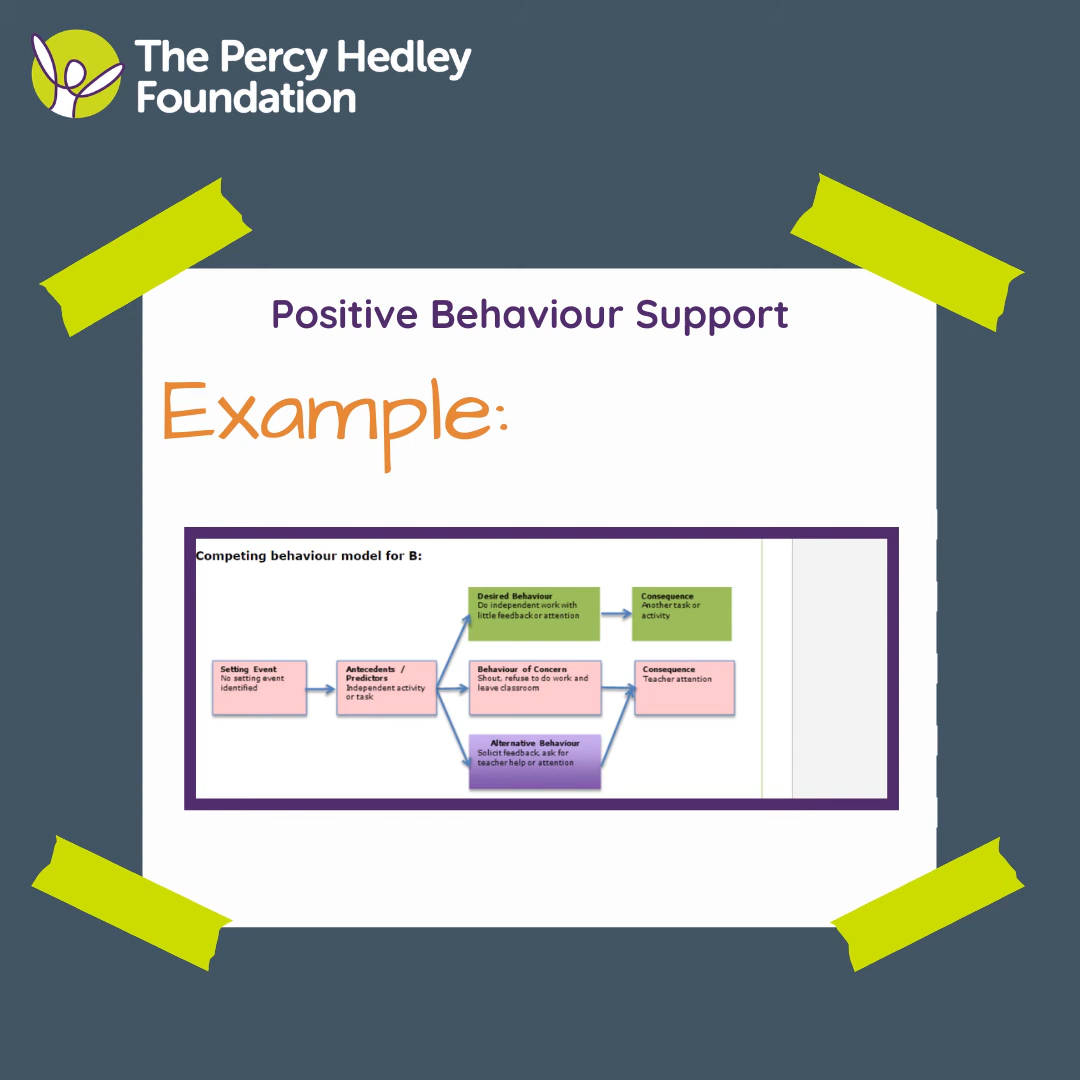 The Percy Hedley
Foundation
Positive Behaviour Support
Example:
Competing behaviour model for B:
Desired Behaviour
Do independent work with
little feedback or attention
Consequence
Another task or
activity
Setting Event
No setting event
identified
Antecedents /
Predictors
Independent activity
or task
Behaviour of Concern
Shout, refuse to do work and
leave classroom
Consequence
Teacher attention
Alternative Behaviour
Solicit feedback, ask for
teacher help or attention